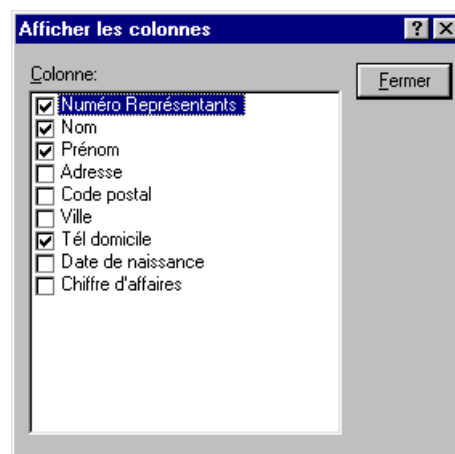 Afficher les colonnes
Colonne:
Fermer
Numéro Représentants
Nom
Prénom
Adresse
Code postal
Ville
Tél domicile
Date de naissance
Chiffre d'affaires